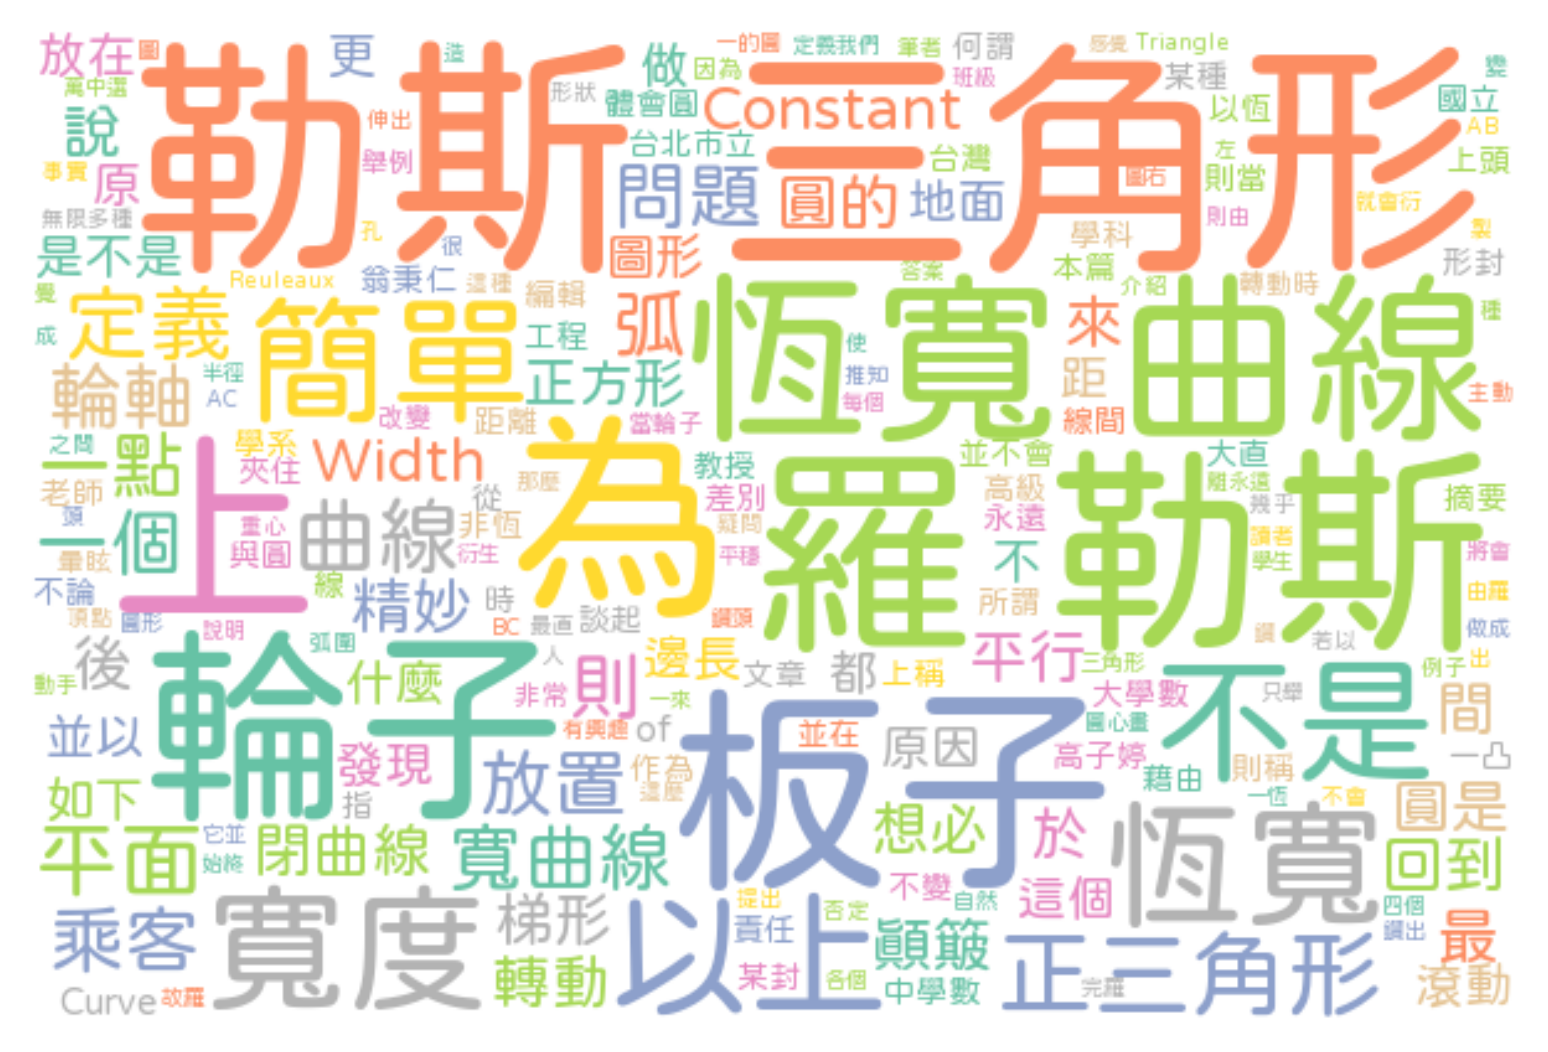 放在
圖
更
造
做
因為
一的圖
定義我們
筆者
何謂
感覺
Triangle
某種
變
萬中選
勒斯三角形
形狀
體會圓
Constant
班級
以恆
國立
AB
說
伸出
台北市立
台灣
左
上頭
事實
原
舉例
問題
圓的
地面
圖右
則當
就會衍
無限多種
孔
很
則由
製
是不是
圖形
學科
形封
Reuleaux
翁秉仁
這種
編輯
答案
本篇
介紹
轉動時
覺
定義
簡單
弧
恆寬曲線
來
種
成
工程
使
輪軸
半徑
正方形
推知
距
AC
每個
主動
改變
距離
當輪子
線間
之間
學系
一點
夾住
Width
為
教授
並不會
大直
老師
上
從
那麼
差別
羅勒斯
高級
離永遠
摘要
頭
重心
曲線
非恆
疑問
永遠
幾乎
一個
與圓
衍生
平穩
不
讀者
將會
暈眩
學生
不論
線
精妙
時
所謂
由羅
頂點
圓形
說明
BC
最直
談起
鑽頭
鑽
若以
做成
後
弧圍
人
邊長
平行
三角形
例子
出
動手
輪子
什麼
非常
則
一來
文章
都
上稱
大學數
不是
只舉
間
並以
有興趣
of
板子
並在
原因
圓心畫
發現
高子婷
一凸
放置
作為
這麼
藉由
則稱
如下
指
一恆
不會
圓是
平面
它並
始終
閉曲線
寬曲線
想必
於
恆寬
回到
不變
自然
這個
四個
乘客
寬度
梯形
以上
提出
否定
責任
顛簸
正三角形
鑽出
最
轉動
某封
各個
中學數
完羅
滾動
Curve
故羅